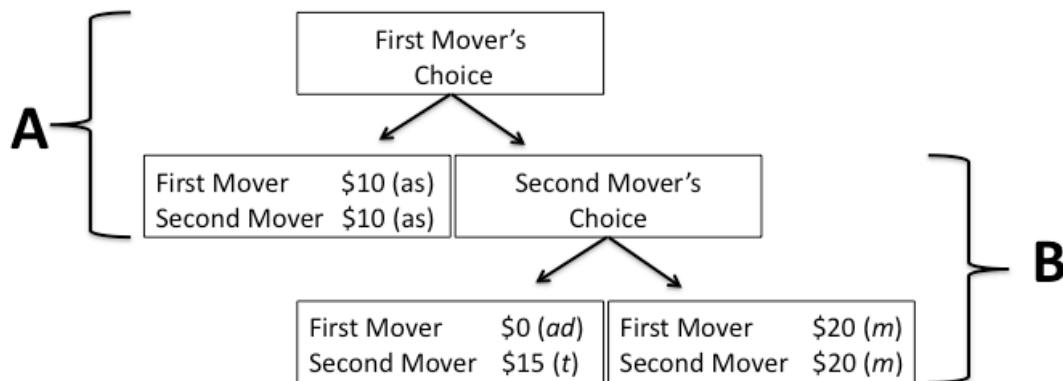 First Mover's
Choice
A
First Mover $10 (as)
Second Mover $10 (as)
Second Mover's
Choice
B
First Mover $0 (ad)
Second Mover $15 (t)
First Mover $20 (m)
Second Mover $20 (m)